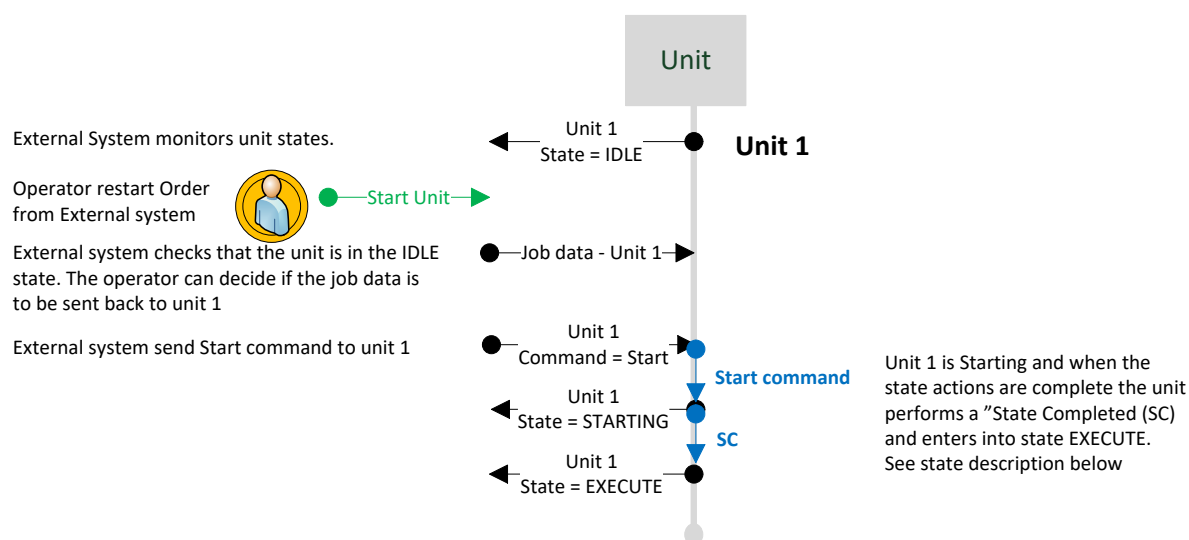 Unit
External System monitors unit states.
Unit 1
State = IDLE
Unit 1
Operator restart Order
from External system
Start Unit
External system checks that the unit is in the IDLE
state. The operator can decide if the job data is
to be sent back to unit 1
Job data - Unit 1
External system send Start command to unit 1
Unit 1
Command = Start
Start command
Unit 1
State = STARTING
SC
Unit 1
State = EXECUTE
Unit 1 is Starting and when the
state actions are complete the unit
performs a ”State Completed (SC)
and enters into state EXECUTE.
See state description below